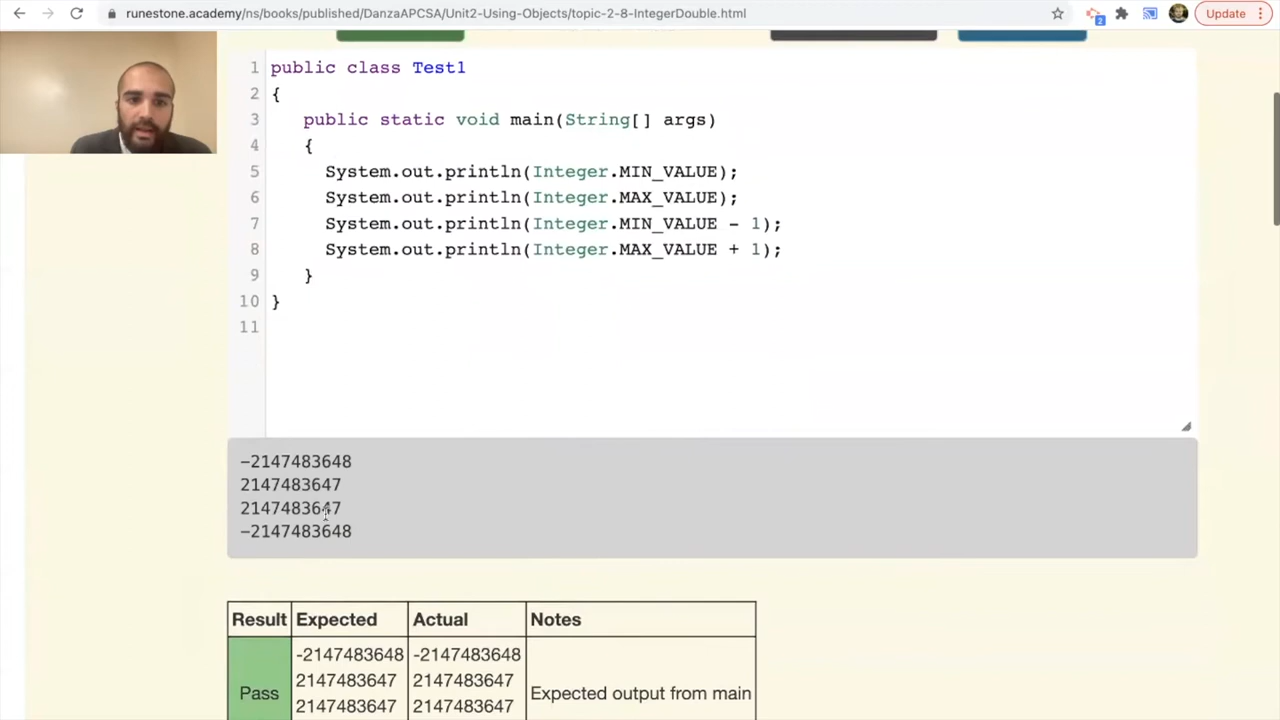 runestone.academy/ns/books/published/DanzaAPCSA/Unit2-Using-Objects/topic-2-8-IntegerDouble.html
2
Update
1 public class Test1
2 {
3 public static void main(String[] args)
4 {
5 System.out.println(Integer.MIN_VALUE);
6 System.out.println(Integer.MAX_VALUE);
7 System.out.println(Integer.MIN_VALUE - 1);
8 System.out.println(Integer.MAX_VALUE + 1);
9 }
10 }
11
-2147483648
2147483647
2147483647
-2147483648
Result Expected Actual Notes
-2147483648 -2147483648
2147483647 2147483647
Pass Expected output from main
2147483647 2147483647